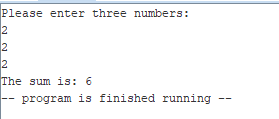 Please enter three numbers:
2
2
2
The sum is: 6
-- program is finished running --